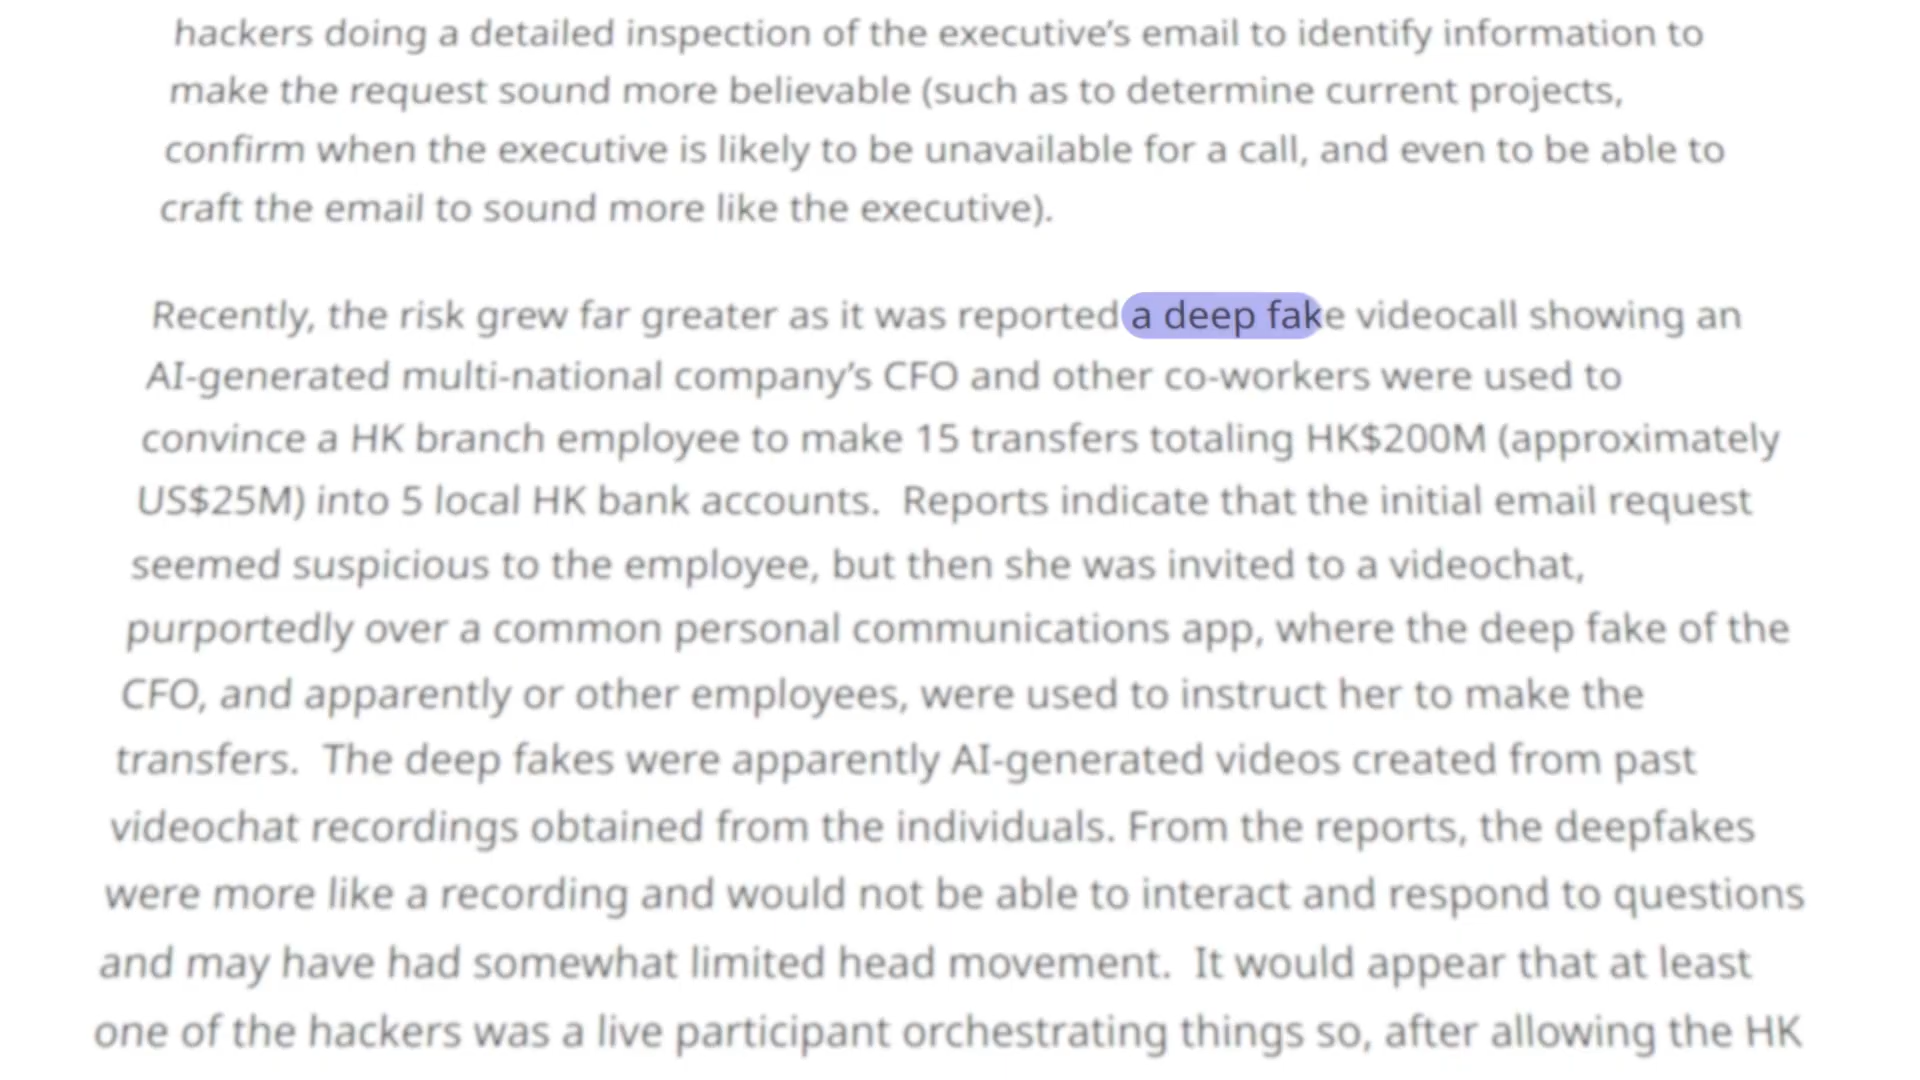 hackers doing a detailed inspection of the executive’s email to identify information to
make the request sound more believable (such as to determine current projects,
confirm when the executive is likely to be unavailable for a call, and even to be able to
craft the email to sound more like the executive).
Recently, the risk grew far greater as it was reported a deep fake videocall showing an
AI-generated multi-national company’s CFO and other co-workers were used to
convince a HK branch employee to make 15 transfers totaling HK$200M (approximately
US$25M) into 5 local HK bank accounts.  Reports indicate that the initial email request
seemed suspicious to the employee, but then she was invited to a videochat,
purportedly over a common personal communications app, where the deep fake of the
CFO, and apparently or other employees, were used to instruct her to make the
transfers.  The deep fakes were apparently AI-generated videos created from past
videochat recordings obtained from the individuals. From the reports, the deepfakes
were more like a recording and would not be able to interact and respond to questions
and may have had somewhat limited head movement.  It would appear that at least
one of the hackers was a live participant orchestrating things so, after allowing the HK